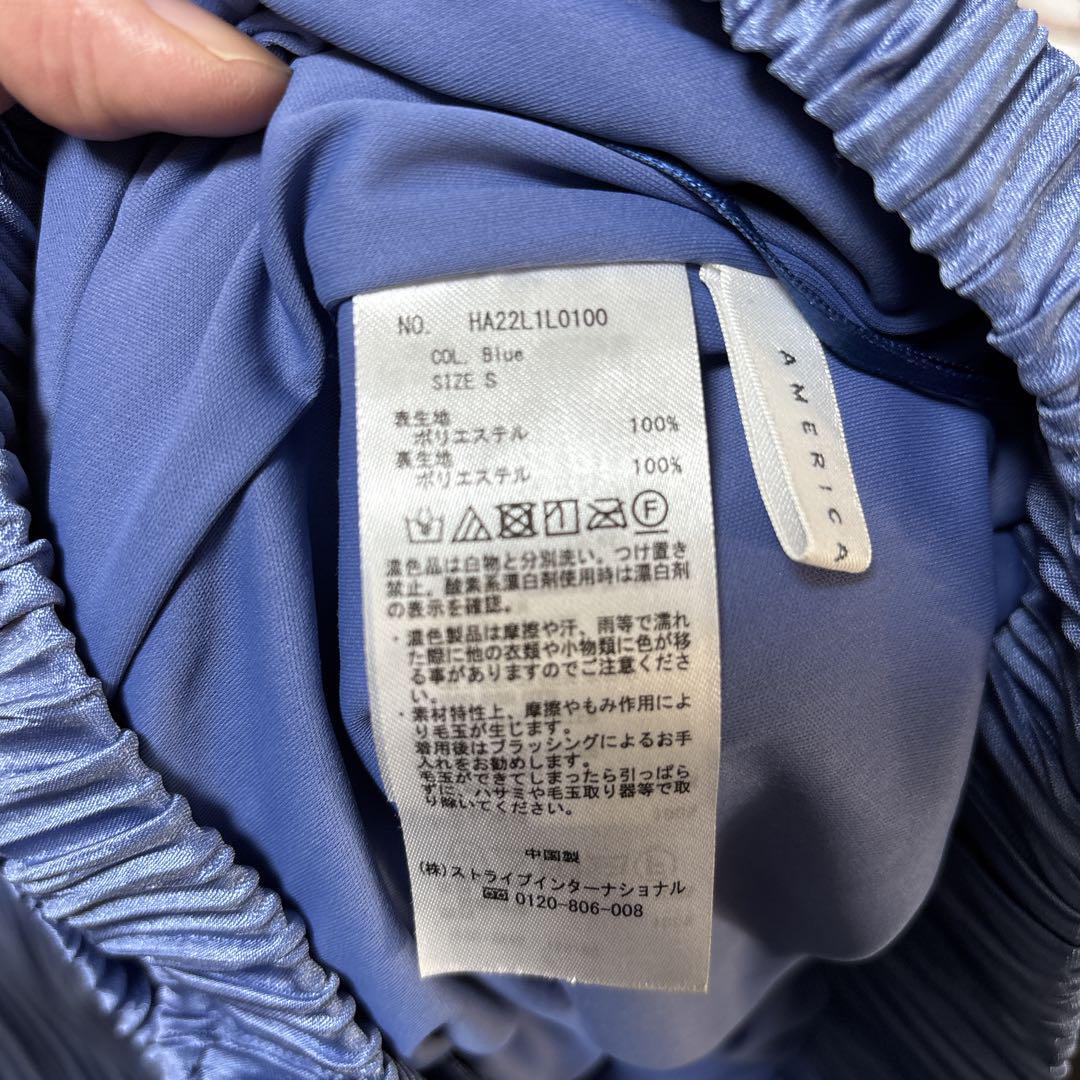 NO. HA22L1L0100
COL. Blue
SIZE S
表生地
ポリエステル 100%
裏生地
ポリエステル 100%
F
濃色品は白物と分別洗い。つけ置き
禁止。酸素系漂白剤使用時は漂白剤
の表示を確認。
・濃色製品は摩擦や汗、雨等で濡れ
た際に他の衣類や小物類に色が移
る事がありますのでご注意くださ
い。
・素材特性上、摩擦やもみ作用によ
り毛玉が生じます。
着用後はブラッシングによるお手
入れをお勧めします。
毛玉ができてしまったら引っぱら
ずに、ハサミや毛玉取り器等で取
り除いてください。
中国製
(株)ストライプインターナショナル
0120-806-008
AMERICA